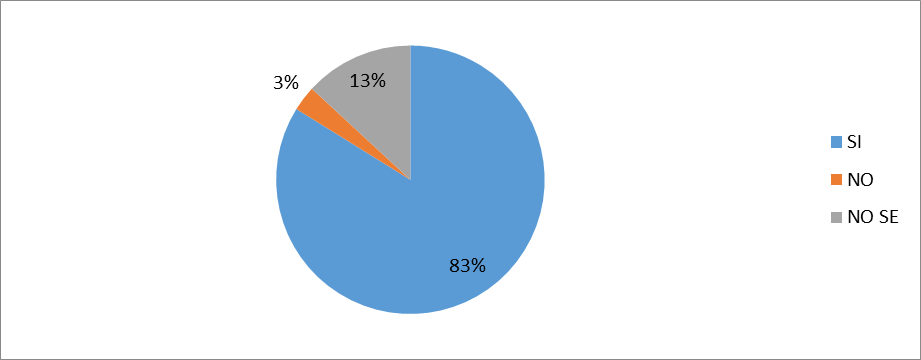 3%
13%
83%
SI
NO
NO SE